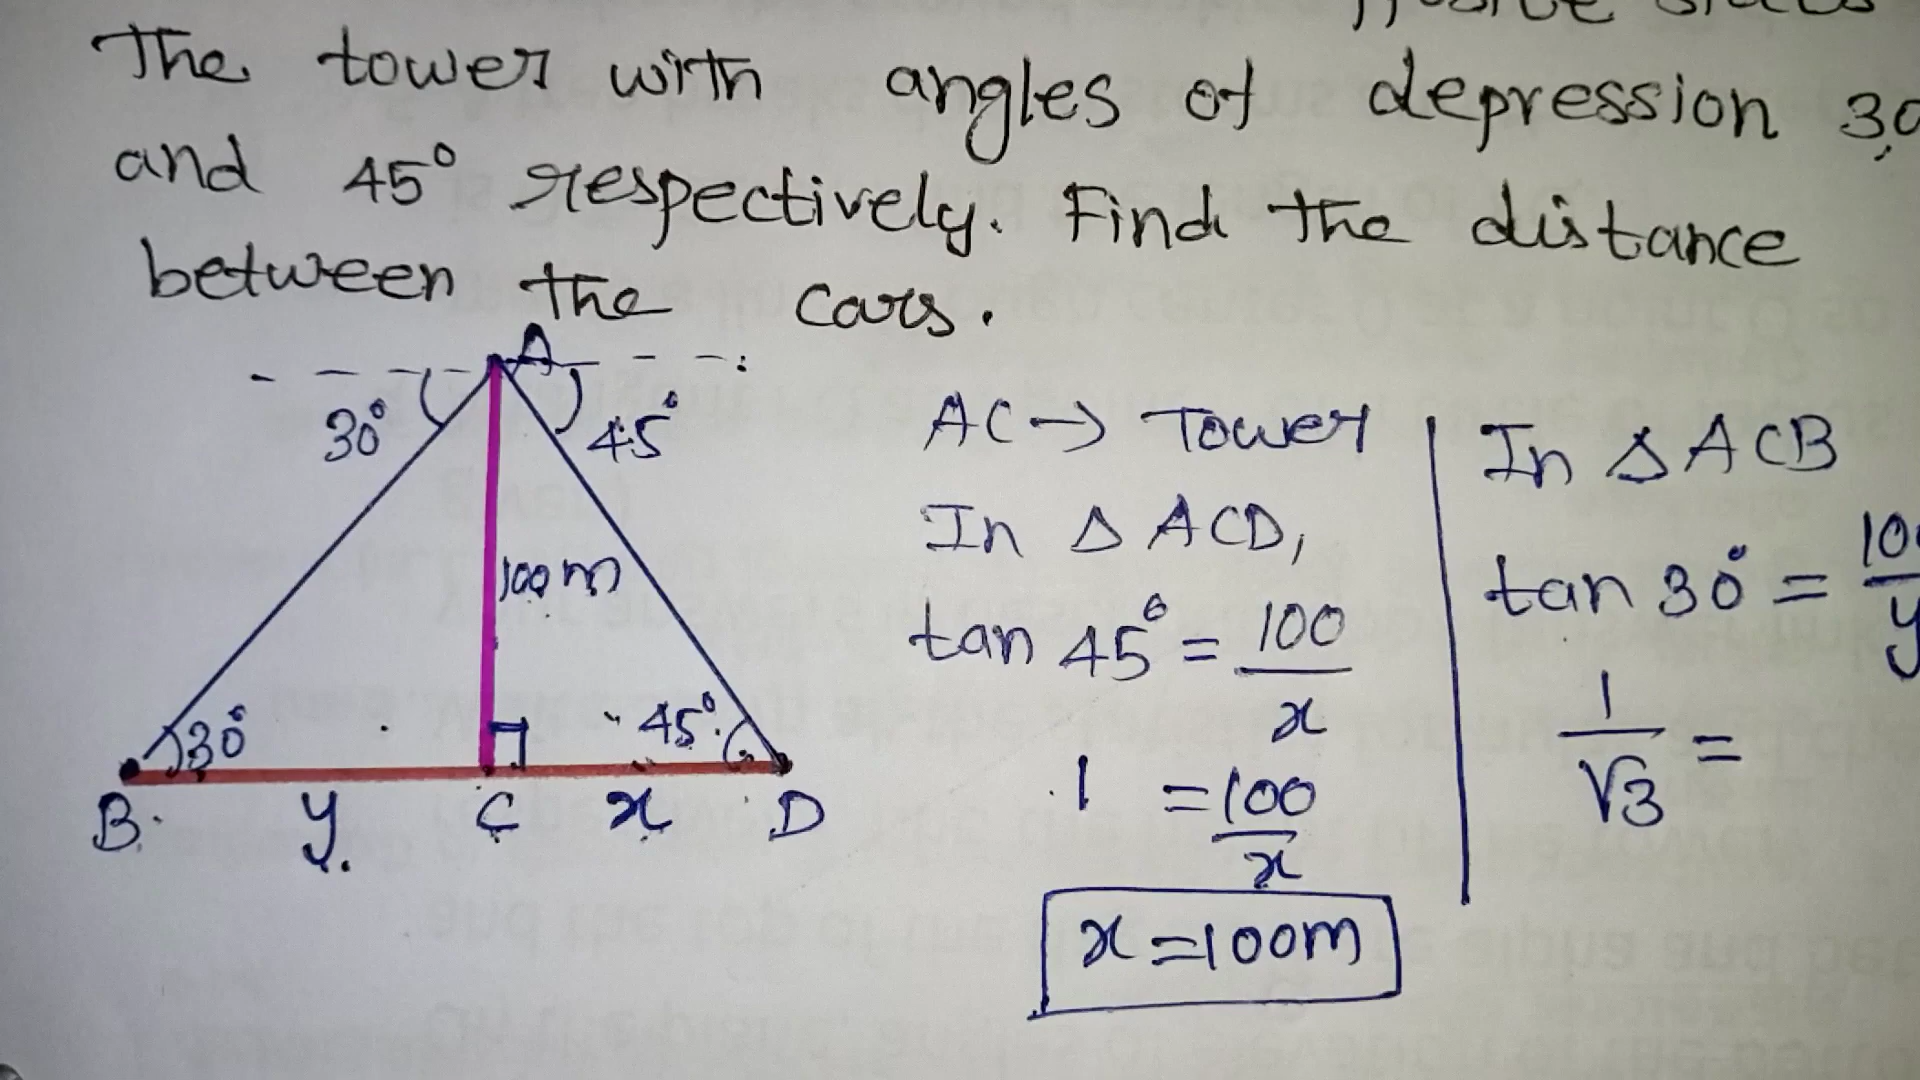 The tower with angles of depression 30
and 45° respectively. Find the distance
between the cars.
A
30° 45°
100m
30° 45°
B. y. C x D
AC → Tower
In △ ACD,
tan 45° = 100/x
1 = 100/x
x = 100m
In △ ACB
tan 30° = 100/y
1/√3 =